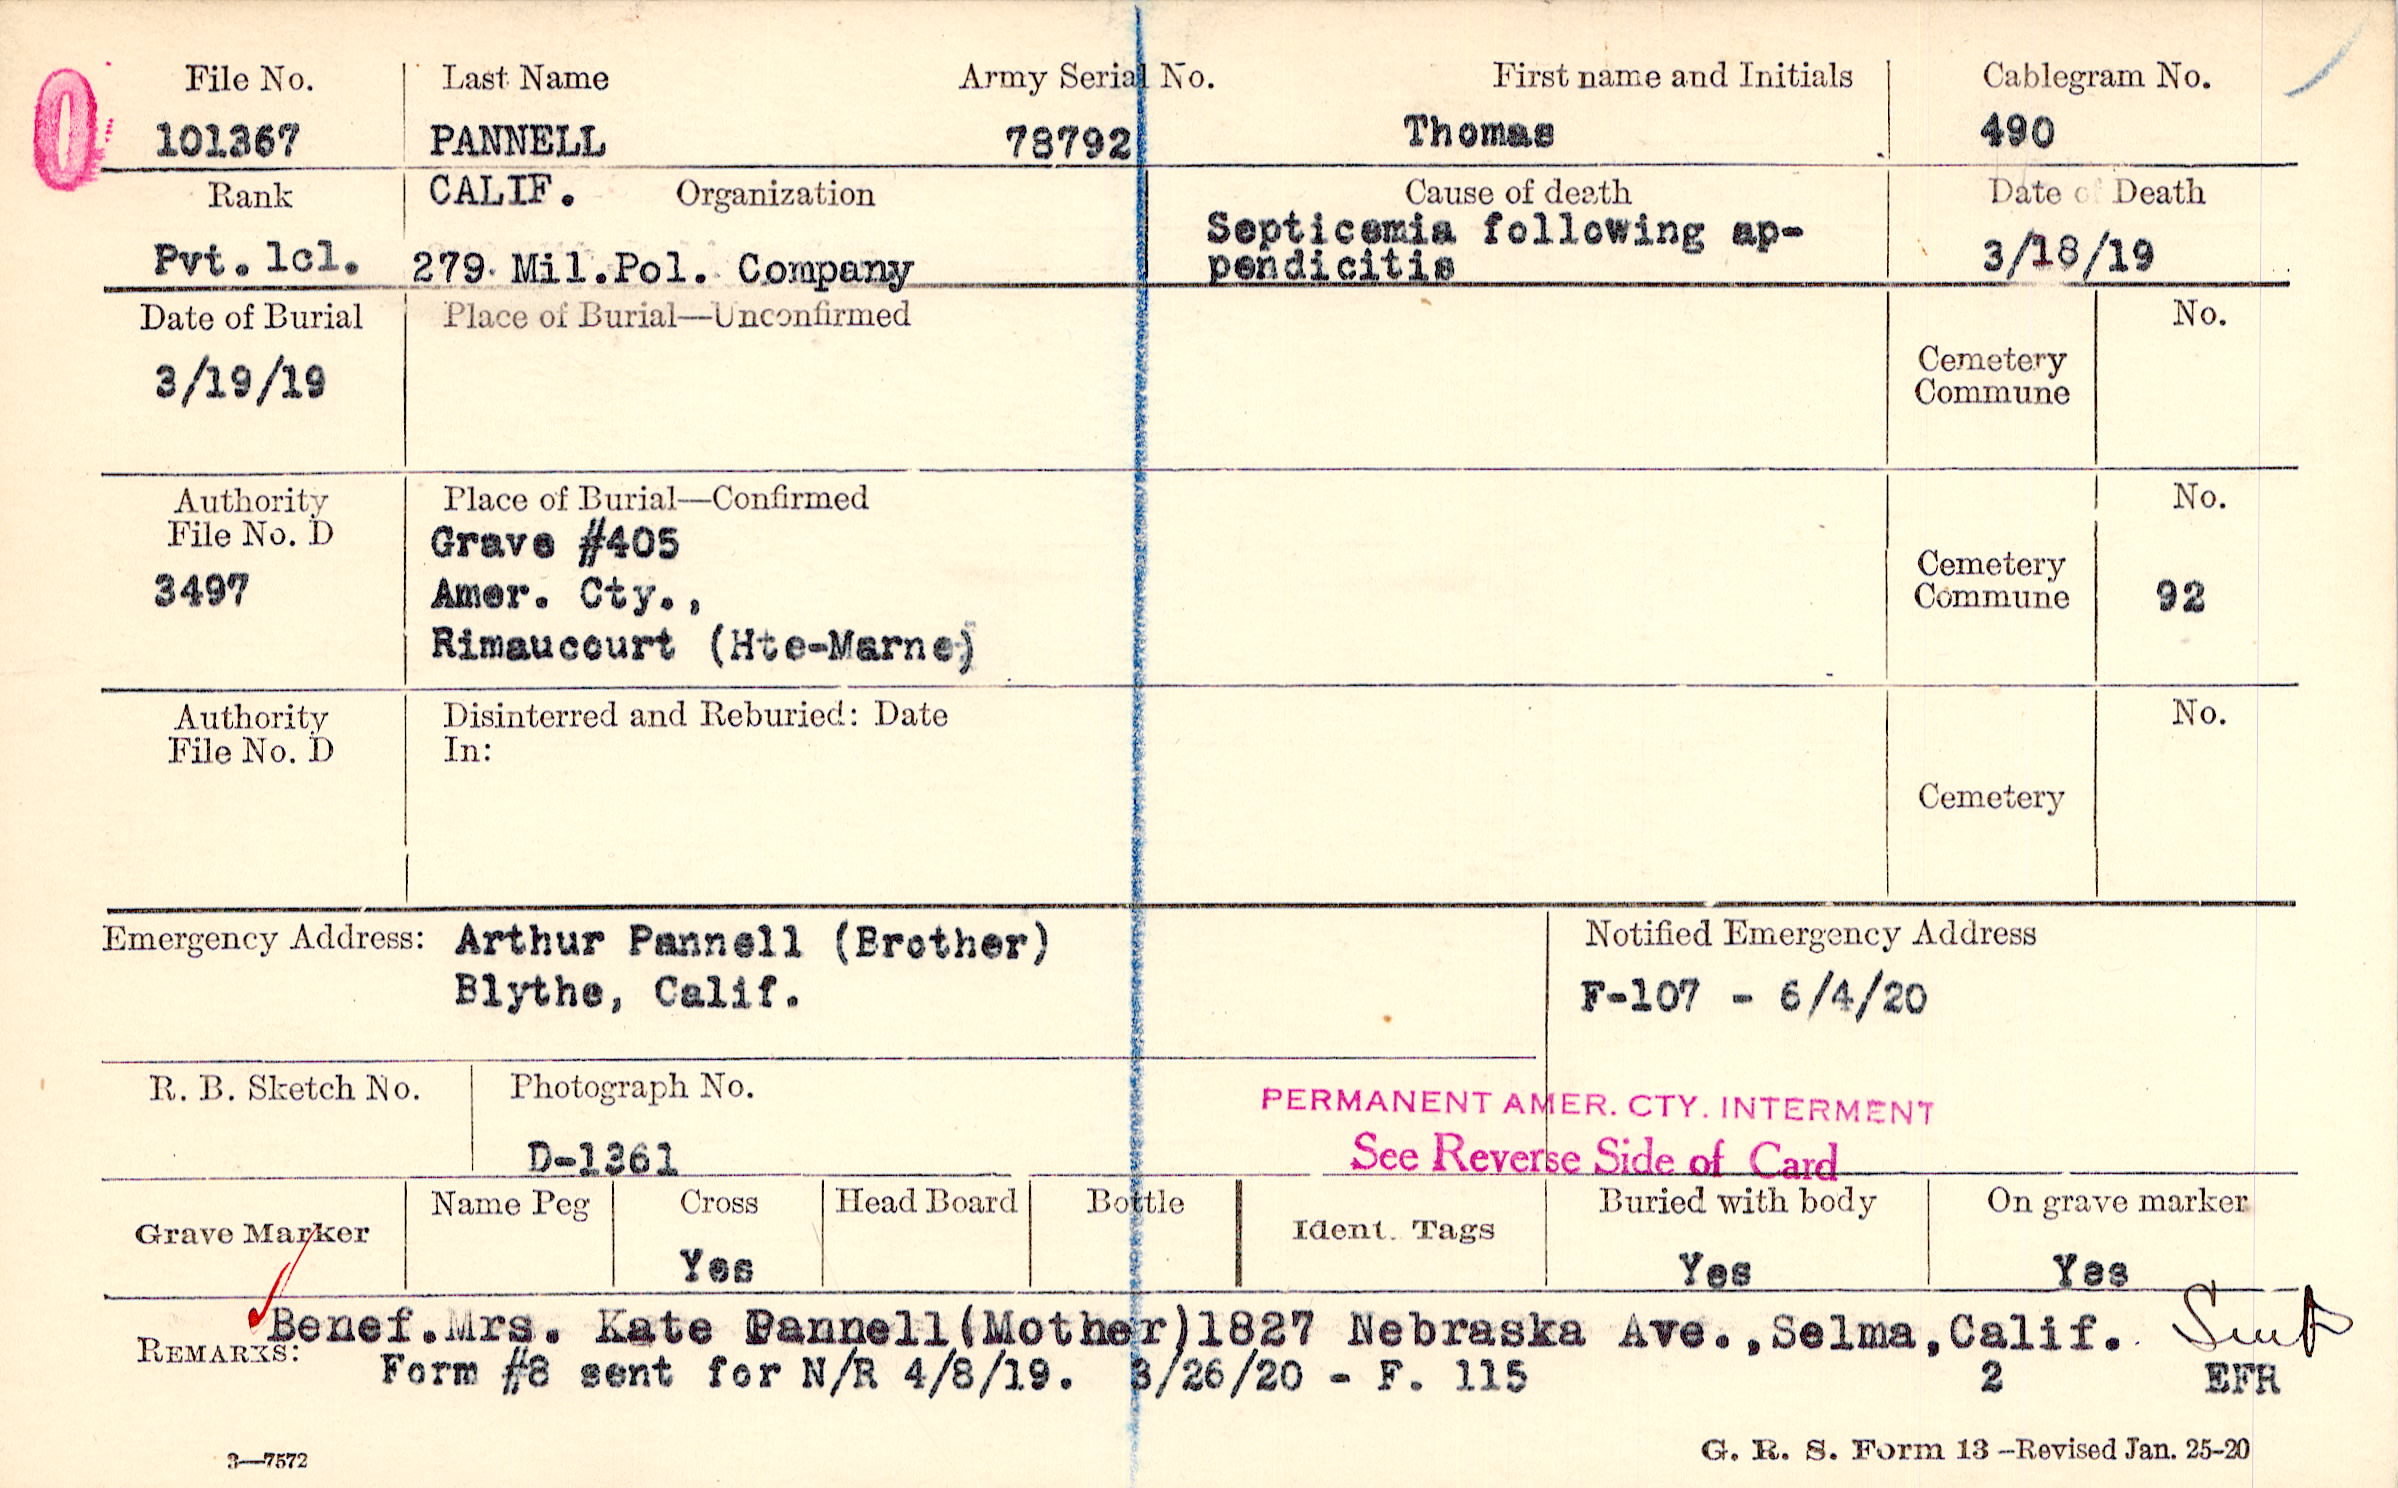 File No. Last Name Army Serial No. First name and Initials Cablegram No.
0 101367 PANNELL 78792 Thomas 490
Rank CALIF. Organization Cause of death Date of Death
Pvt. 1cl. 279 Mil.Pol. Company Septicemia following ap-
pendicitis 3/18/19
Date of Burial Place of Burial—Unconfirmed No.
3/19/19 Cemetery
Commune
Authority Place of Burial—Confirmed No.
File No. D Grave #405
3497 Amer. Cty., Cemetery
Commune 92
Rimaucourt (Hte-Marne)
Authority Disinterred and Reburied: Date No.
File No. D In:
Cemetery
Emergency Address: Arthur Pannell (Brother) Notified Emergency Address
Blythe, Calif. F-107 - 6/4/20
R. B. Sketch No. Photograph No. PERMANENT AMER. CTY. INTERMENT
D-1361 See Reverse Side of Card
Name Peg Cross Head Board Bottle Buried with body On grave marker
Grave Marker Ident. Tags
Yes Yes Yes
Benef.Mrs. Kate Pannell(Mother)1827 Nebraska Ave.,Selma,Calif.
REMARKS: Form #8 sent for N/R 4/8/19. 3/26/20 - F. 115 2 EFR
3—7572 G. R. S. Form 13 –Revised Jan. 25-20